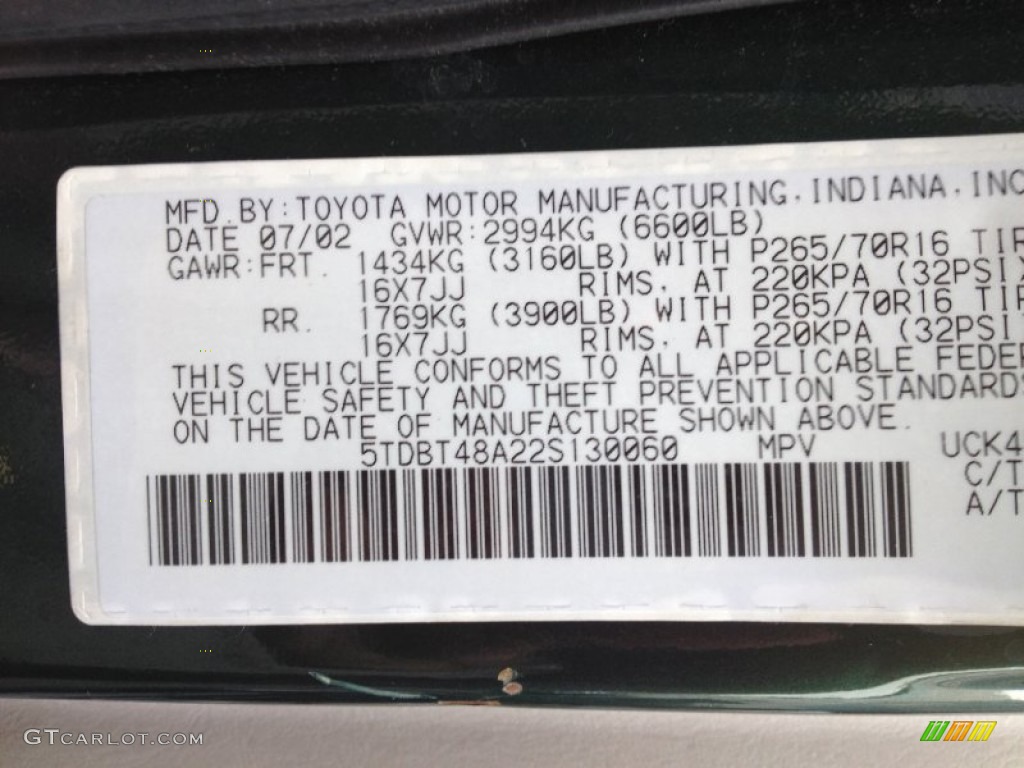 MFD.BY:TOYOTA MOTOR MANUFACTURING,INDIANA,INC
DATE 07/02 GVWR:2994KG (6600LB)
GAWR:FRT. 1434KG (3160LB) WITH P265/70R16 TIR
16X7JJ RIMS, AT 220KPA (32PSI
RR. 1769KG (3900LB) WITH P265/70R16 TIR
16X7JJ RIMS, AT 220KPA (32PSI
THIS VEHICLE CONFORMS TO ALL APPLICABLE FEDER
VEHICLE SAFETY AND THEFT PREVENTION STANDARDS
ON THE DATE OF MANUFACTURE SHOWN ABOVE.
5TDBT48A22S130060 MPV UCK4
C/T
A/T
GTCARLOT.COM